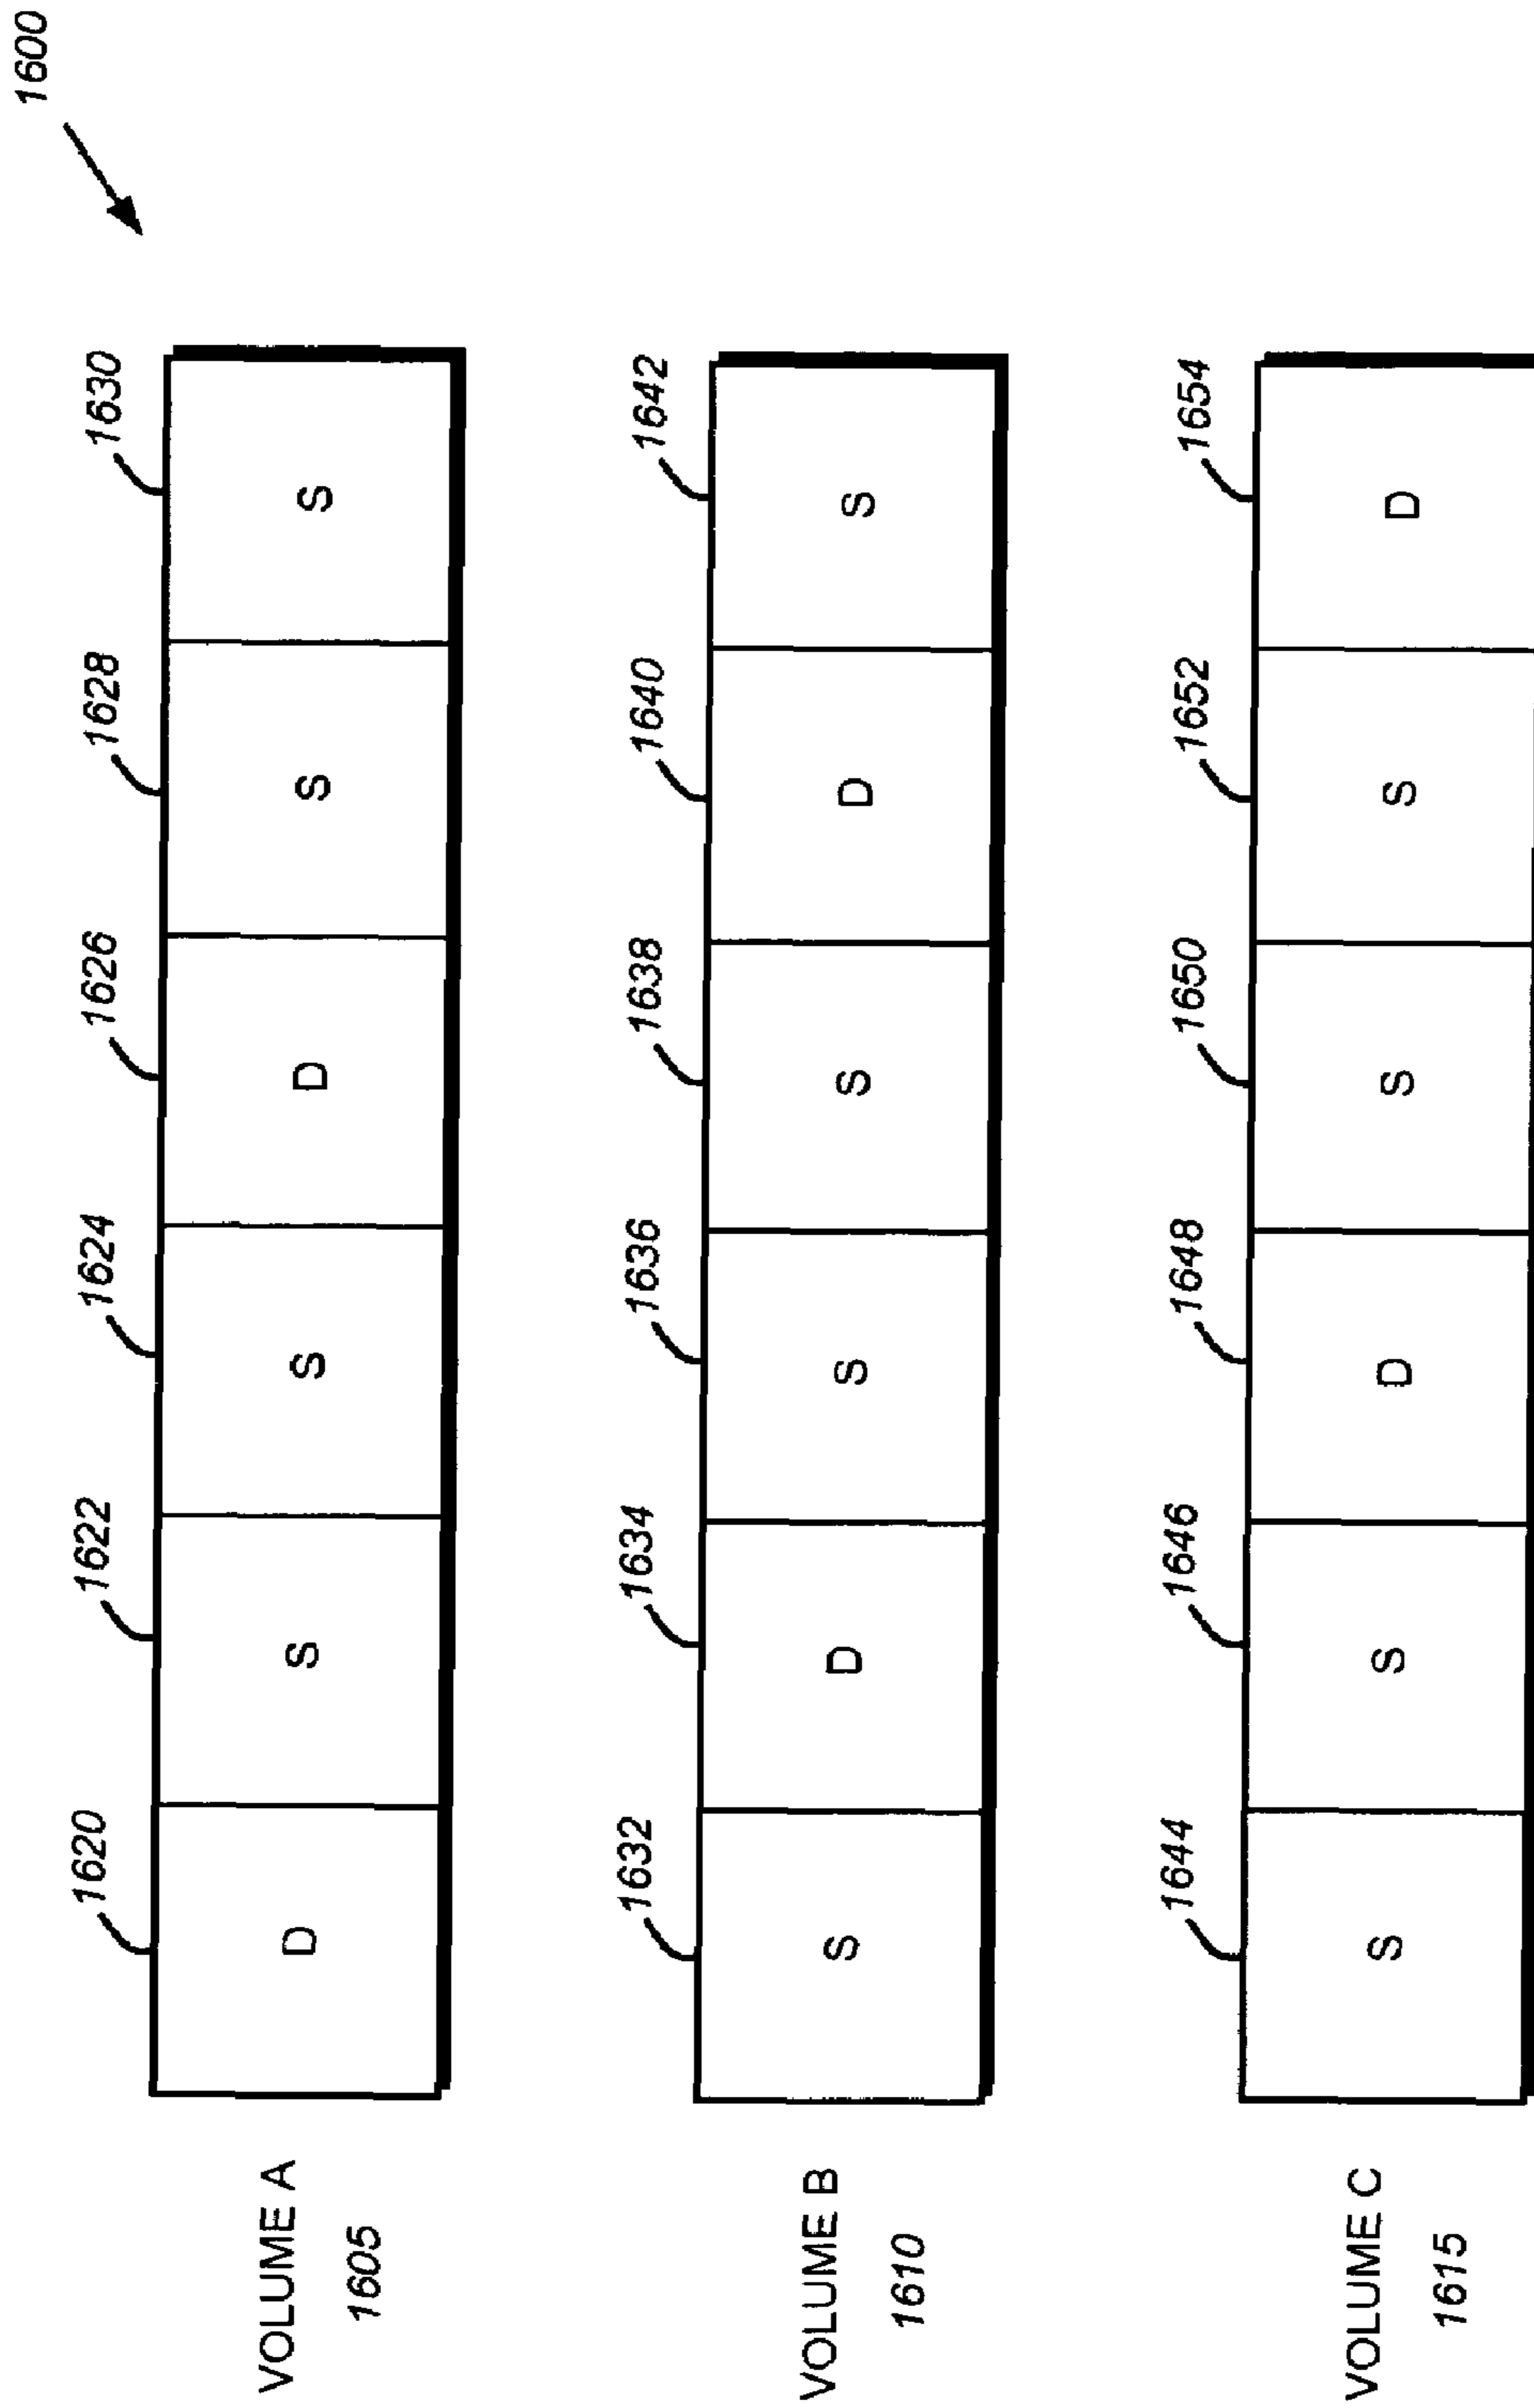 1600
1620 1622 1624 1626 1628 1630
VOLUME A D S S D S S
1605
1632 1634 1636 1638 1640 1642
VOLUME B S D S S D S
1610
1644 1646 1648 1650 1652 1654
VOLUME C S S D S S D
1615